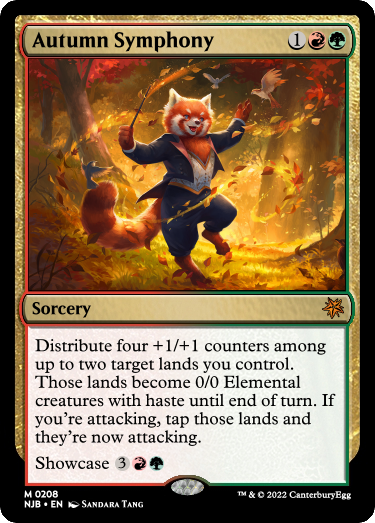 Autumn Symphony 1
Sorcery
Distribute four +1/+1 counters among
up to two target lands you control.
Those lands become 0/0 Elemental
creatures with haste until end of turn. If
you're attacking, tap those lands and
they're now attacking.
Showcase 3
M 0208
NJB • EN Sandara Tang
™ & © 2022 CanterburyEgg